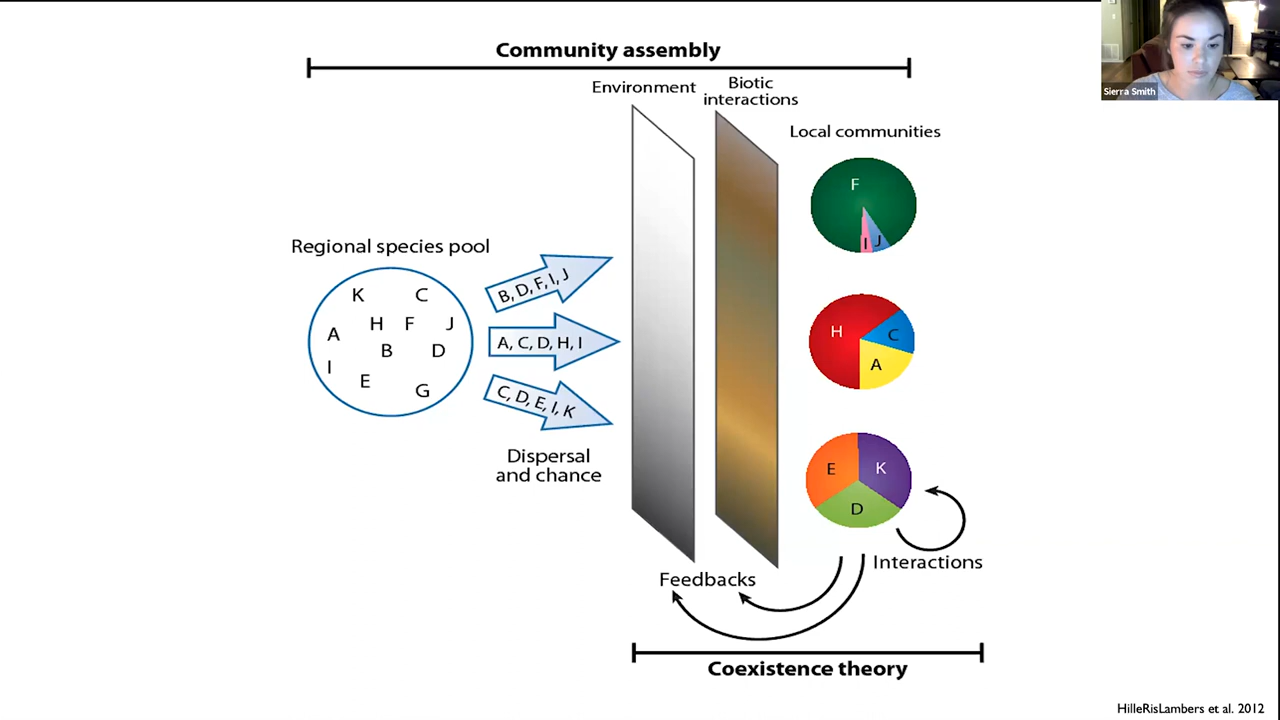 Community assembly
Environment
Biotic
interactions
Local communities
F
I J
Regional species pool
K C
A H F J
B D
I
E G
B, D, F, I, J
A, C, D, H, I
C, D, E, I, K
Dispersal
and chance
H C
A
E K
D
Interactions
Feedbacks
Coexistence theory
HilleRisLambers et al. 2012
Sierra Smith